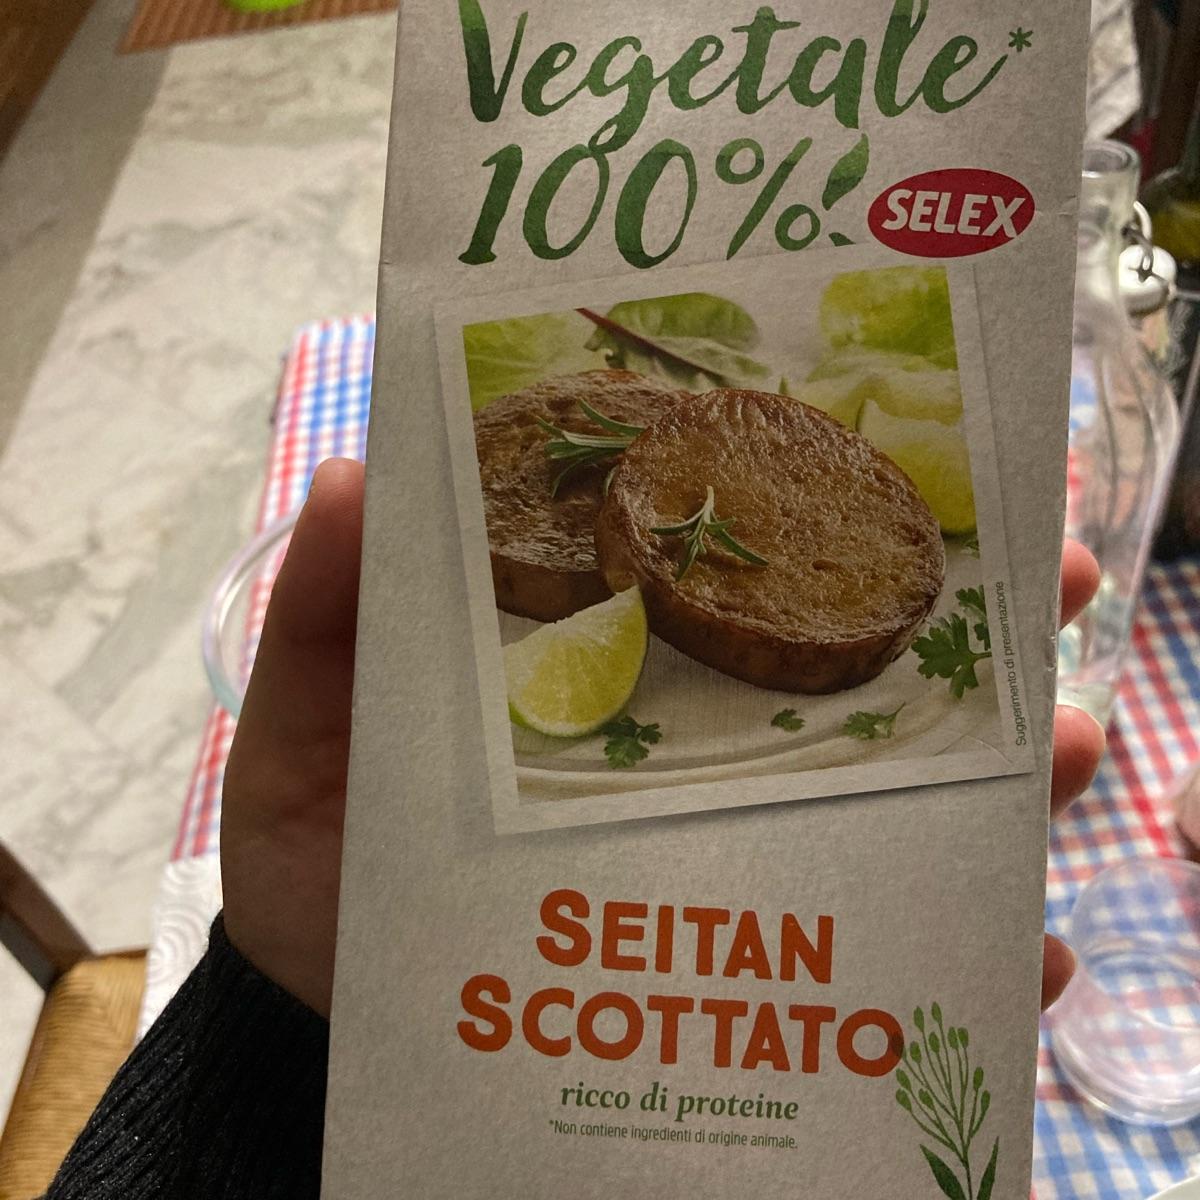 Vegetale*
100%
SELEX
Suggerimento di presentazione
SEITAN
SCOTTATO
ricco di proteine
*Non contiene ingredienti di origine animale.